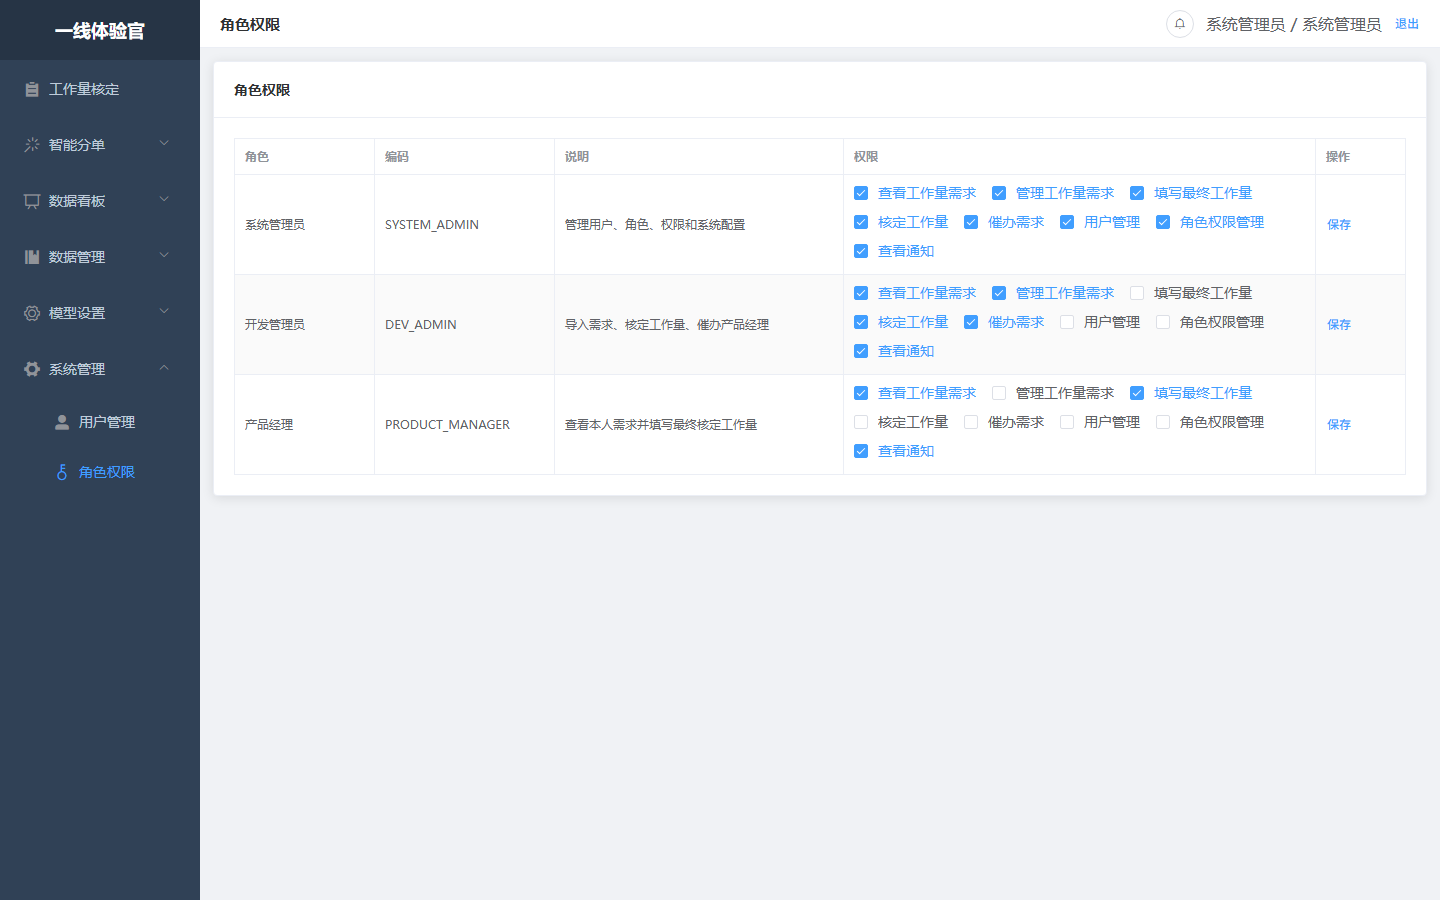 一线体验官
角色权限
系统管理员 / 系统管理员 退出
工作量核定
智能分单
数据看板
数据管理
模型设置
系统管理
用户管理
角色权限
角色权限
角色 编码 说明 权限 操作
系统管理员 SYSTEM_ADMIN 管理用户、角色、权限和系统配置
查看工作量需求 管理工作量需求 填写最终工作量
核定工作量 催办需求 用户管理 角色权限管理
查看通知
保存
开发管理员 DEV_ADMIN 导入需求、核定工作量、催办产品经理
查看工作量需求 管理工作量需求 填写最终工作量
核定工作量 催办需求 用户管理 角色权限管理
查看通知
保存
产品经理 PRODUCT_MANAGER 查看本人需求并填写最终核定工作量
查看工作量需求 管理工作量需求 填写最终工作量
核定工作量 催办需求 用户管理 角色权限管理
查看通知
保存